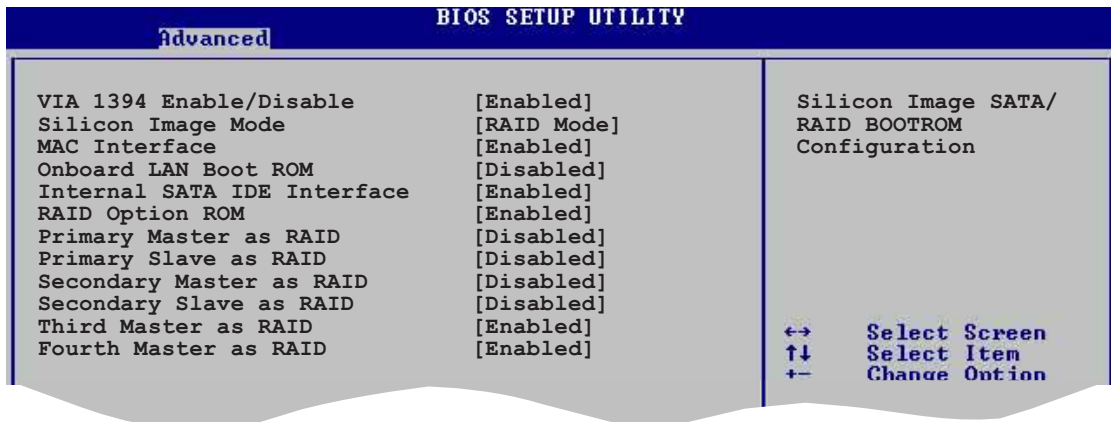 BIOS SETUP UTILITY
Advanced
VIA 1394 Enable/Disable [Enabled]
Silicon Image Mode [RAID Mode]
MAC Interface [Enabled]
Onboard LAN Boot ROM [Disabled]
Internal SATA IDE Interface [Enabled]
RAID Option ROM [Enabled]
Primary Master as RAID [Disabled]
Primary Slave as RAID [Disabled]
Secondary Master as RAID [Disabled]
Secondary Slave as RAID [Disabled]
Third Master as RAID [Enabled]
Fourth Master as RAID [Enabled]
Silicon Image SATA/
RAID BOOTROM
Configuration
↔ Select Screen
↑↓ Select Item
+- Change Option